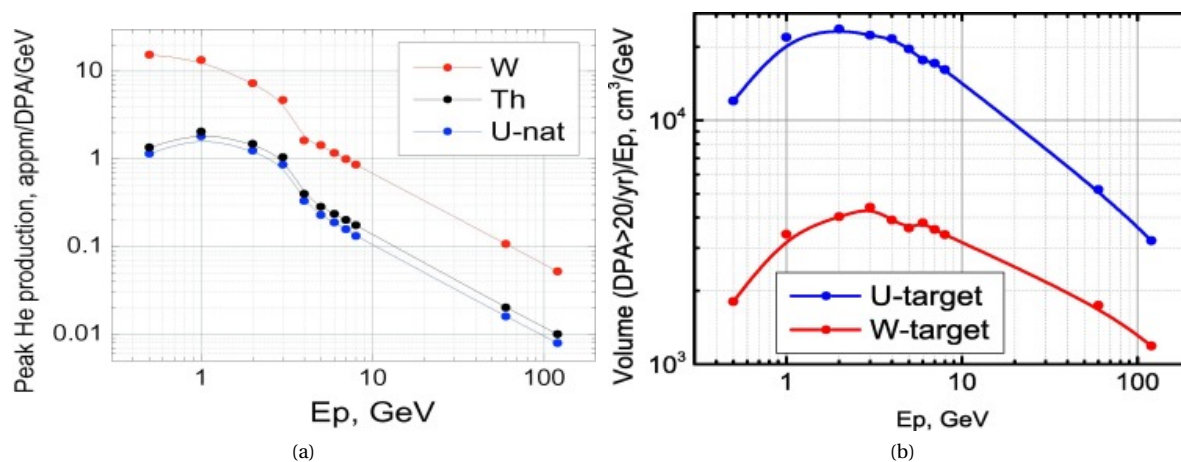 Peak He production, appm/DPA/GeV
10
1
0.1
0.01
W
Th
U-nat
1
10
100
Ep, GeV
(a)
Volume (DPA>20/yr)/Ep, cm³/GeV
10⁴
10³
U-target
W-target
1
10
100
Ep, GeV
(b)